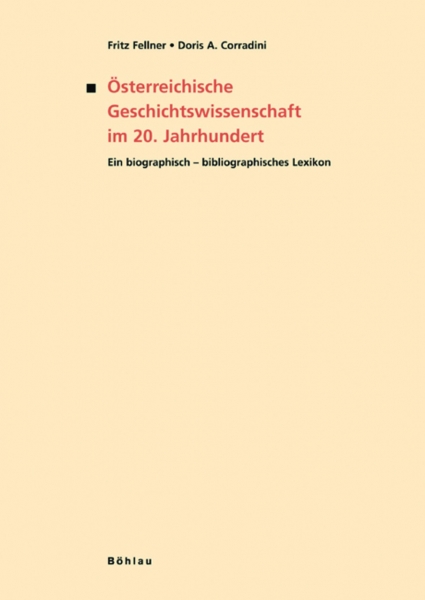 Fritz Fellner • Doris A. Corradini
Österreichische
Geschichtswissenschaft
im 20. Jahrhundert
Ein biographisch – bibliographisches Lexikon
Böhlau